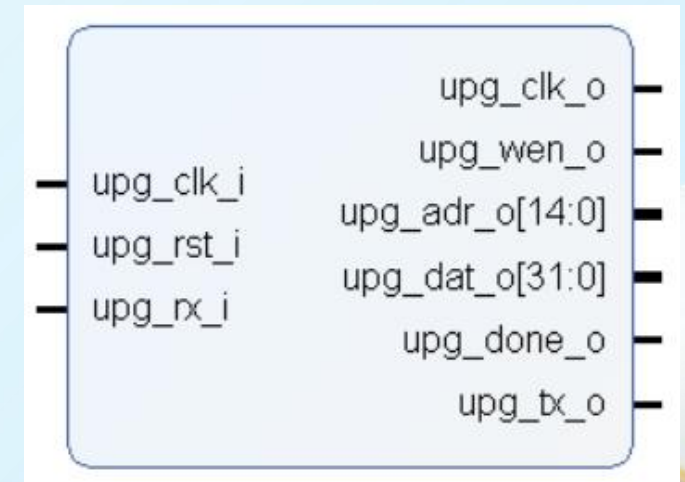 upg_clk_i
upg_rst_i
upg_rx_i
upg_clk_o
upg_wen_o
upg_adr_o[14:0]
upg_dat_o[31:0]
upg_done_o
upg_tx_o